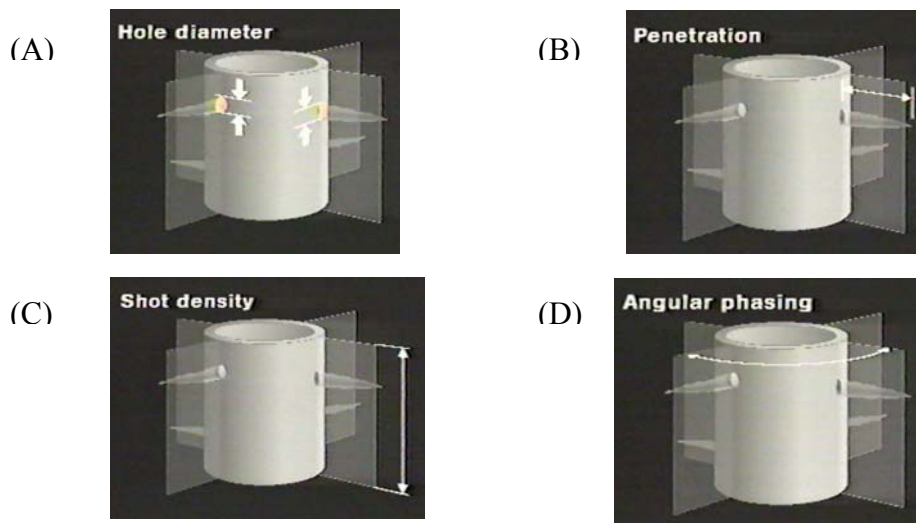 (A)
Hole diameter
(B)
Penetration
(C)
Shot density
(D)
Angular phasing